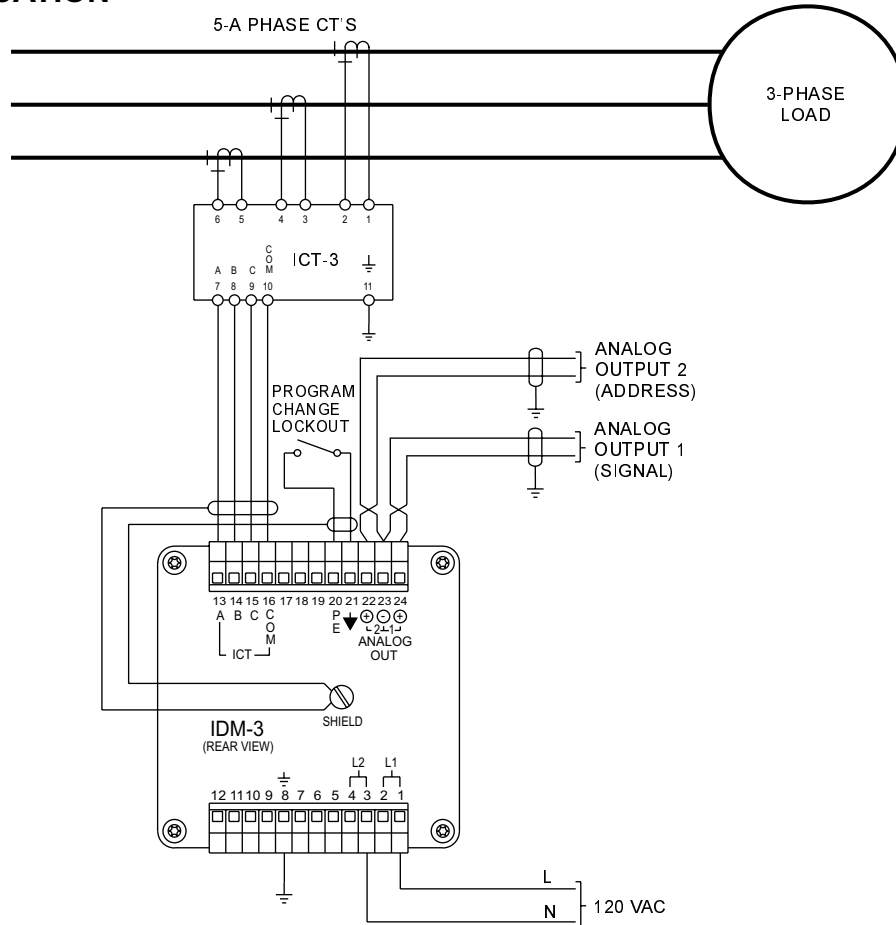 5-A PHASE CT'S
3-PHASE
LOAD
6 5 4 3 2 1
COM
ICT-3
A B C
7 8 9 10 11
ANALOG
OUTPUT 2
(ADDRESS)
PROGRAM
CHANGE
LOCKOUT
ANALOG
OUTPUT 1
(SIGNAL)
13 14 15 16 17 18 19 20 21 22 23 24
A B C COM PE + - +
2 1
ANALOG
OUT
ICT
SHIELD
IDM-3
(REAR VIEW)
L2 L1
12 11 10 9 8 7 6 5 4 3 2 1
L
N
120 VAC